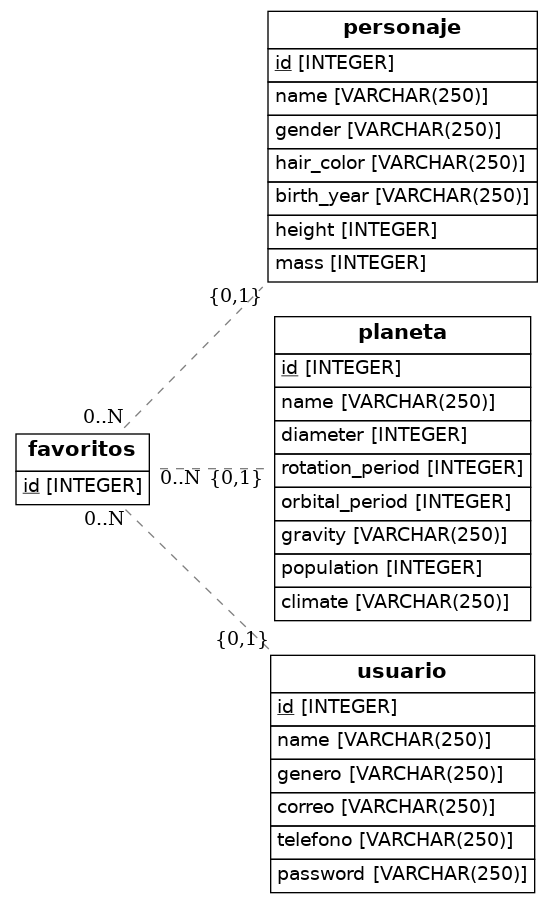 personaje
id [INTEGER]
name [VARCHAR(250)]
gender [VARCHAR(250)]
hair_color [VARCHAR(250)]
birth_year [VARCHAR(250)]
height [INTEGER]
mass [INTEGER]
{0,1}
0..N
planeta
id [INTEGER]
name [VARCHAR(250)]
diameter [INTEGER]
rotation_period [INTEGER]
orbital_period [INTEGER]
gravity [VARCHAR(250)]
population [INTEGER]
climate [VARCHAR(250)]
favoritos
id [INTEGER]
0..N {0,1}
0..N
{0,1}
usuario
id [INTEGER]
name [VARCHAR(250)]
genero [VARCHAR(250)]
correo [VARCHAR(250)]
telefono [VARCHAR(250)]
password [VARCHAR(250)]